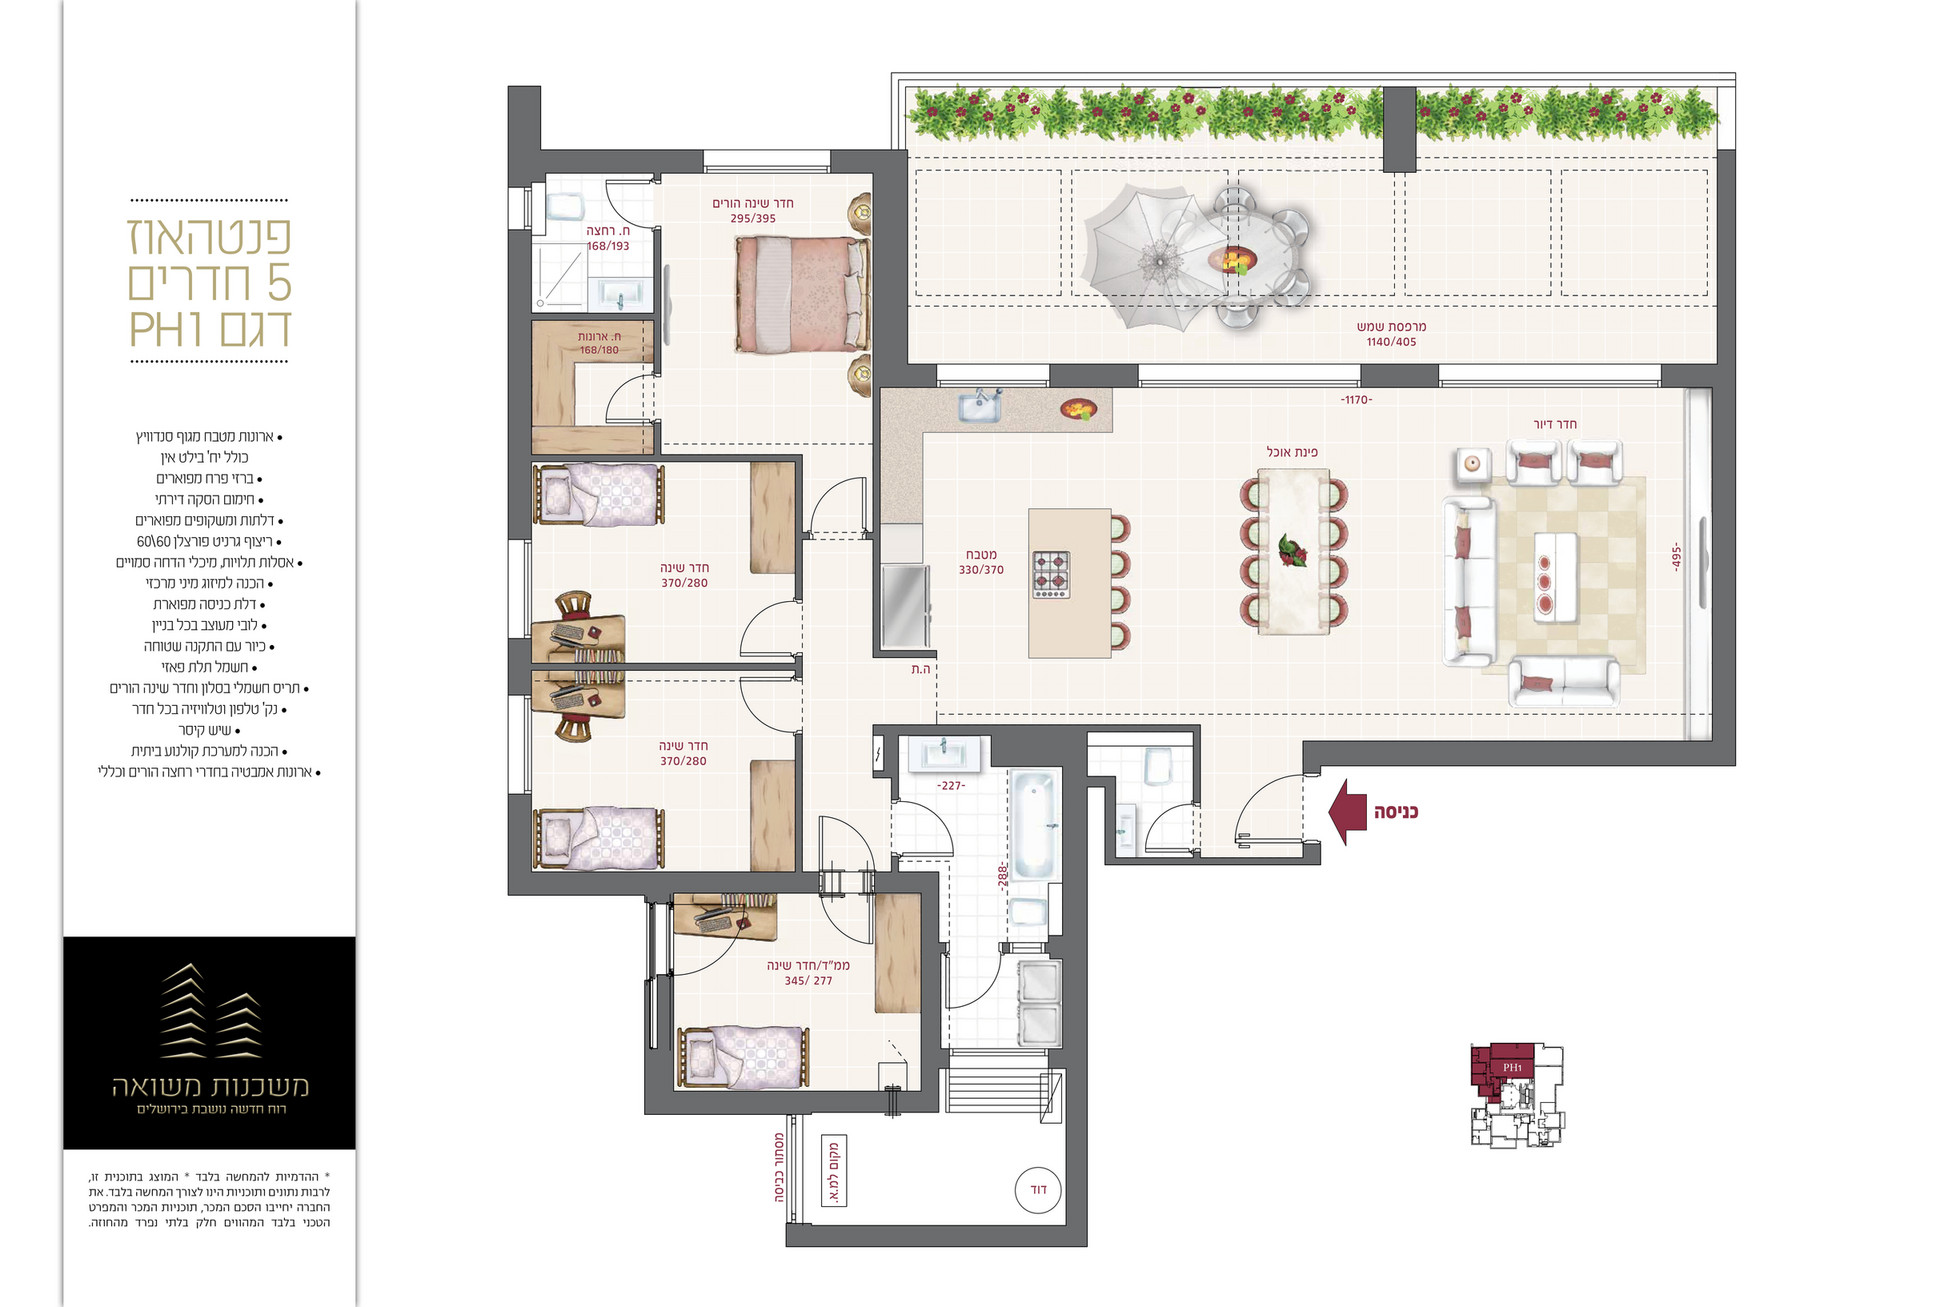 פנטהאוז
5 חדרים
דגם PH1
• ארונות מטבח מגוף סנדוויץ
כולל יח' בילט אין
• ברזי פרח מפוארים
• חימום הסקה דירתי
• דלתות ומשקופים מפוארים
• ריצוף גרניט פורצלן 60\60
• אסלות תלויות, מיכלי הדחה סמויים
• הכנה למיזוג מיני מרכזי
• דלת כניסה מפוארת
• לובי מעוצב בכל בניין
• כיור עם התקנה שטוחה
• חשמל תלת פאזי
• תריס חשמלי בסלון וחדר שינה הורים
• נק' טלפון וטלוויזיה בכל חדר
• שיש קיסר
• הכנה למערכת קולנוע ביתית
• ארונות אמבטיה בחדרי רחצה הורים וכללי
משכנות משואה
רוח חדשה נושבת בירושלים
* ההדמיות להמחשה בלבד * המוצג בתוכנית זו,
לרבות נתונים ותוכניות הינו לצורך המחשה בלבד. את
החברה יחייבו הסכם המכר, תוכניות המכר והמפרט
הטכני בלבד המהווים חלק בלתי נפרד מהחוזה.
חדר שינה הורים
295/395
ח. רחצה
168/193
ח. ארונות
168/180
מרפסת שמש
1140/405
-1170-
חדר דיור
פינת אוכל
-495-
מטבח
330/370
חדר שינה
370/280
ה.ת
חדר שינה
370/280
-227-
כניסה
-288-
ממ"ד/חדר שינה
345/ 277
PH1
מסתור כביסה
מקום למ.א.
דוד